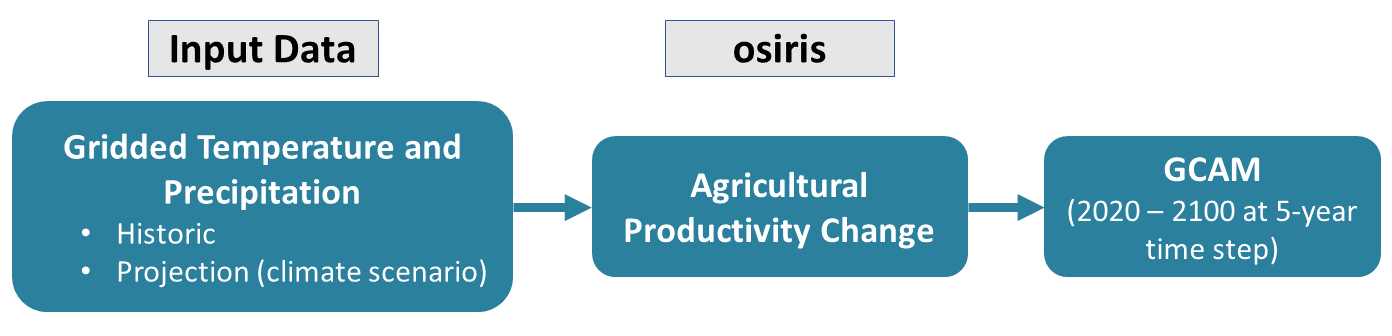 Input Data
osiris
Gridded Temperature and
Precipitation
• Historic
• Projection (climate scenario)
Agricultural
Productivity Change
GCAM
(2020 – 2100 at 5-year
time step)